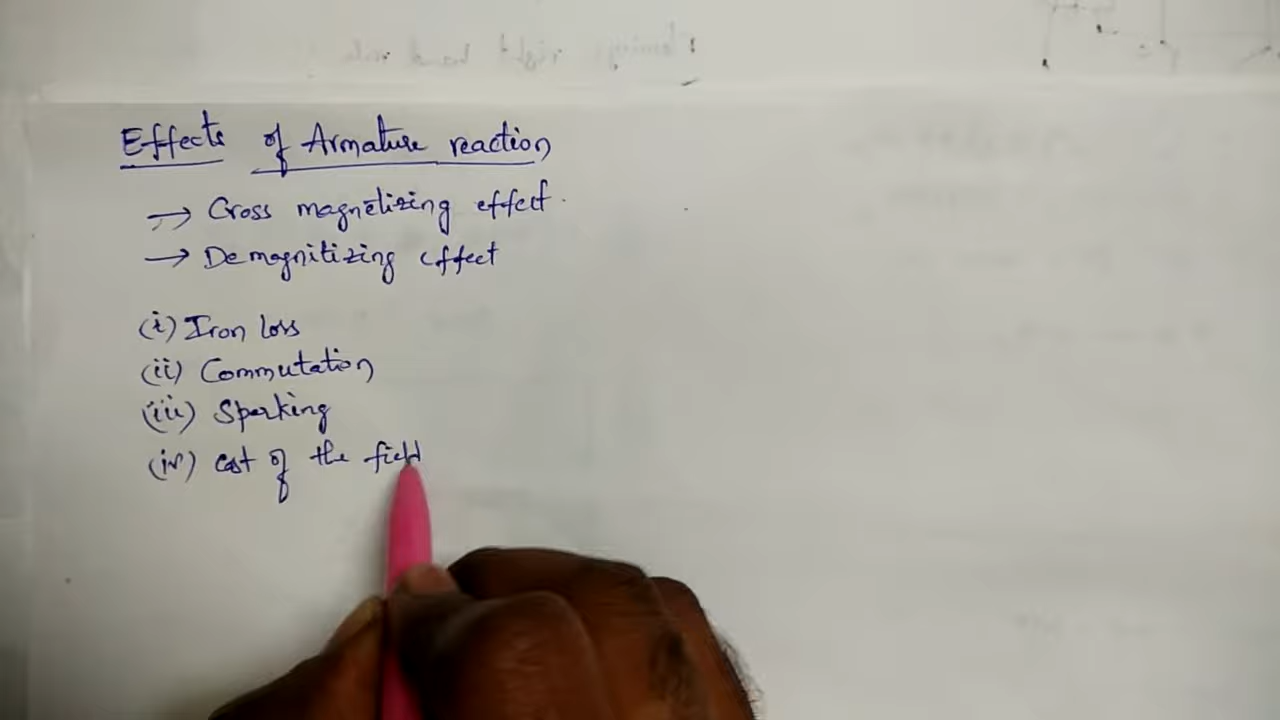 Effects of Armature reaction
→ Cross magnetizing effect.
→ Demagnitizing effect
(i) Iron loss
(ii) Commutation
(iii) Sparking
(iv) Cost of the field